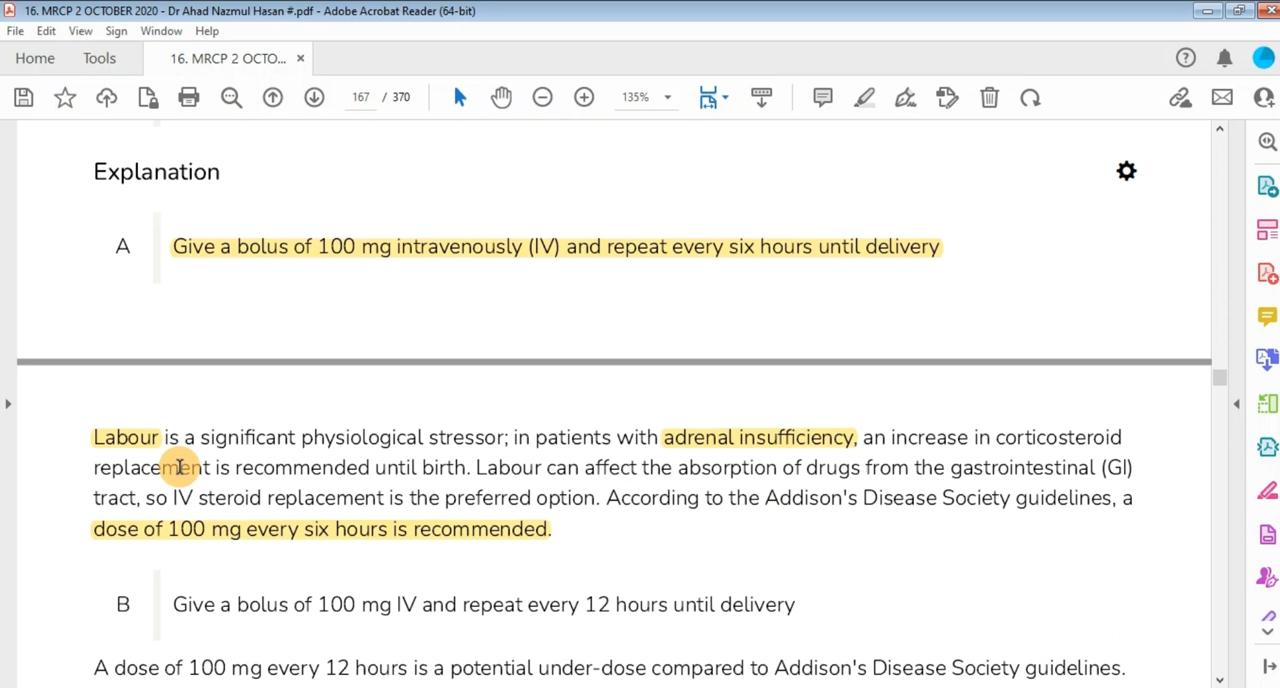 16. MRCP 2 OCTOBER 2020 - Dr Ahad Nazmul Hasan #.pdf - Adobe Acrobat Reader (64-bit)
File Edit View Sign Window Help
Home Tools 16. MRCP 2 OCTO... ×
167 / 370 135%
Explanation
A Give a bolus of 100 mg intravenously (IV) and repeat every six hours until delivery
Labour is a significant physiological stressor; in patients with adrenal insufficiency, an increase in corticosteroid
replacement is recommended until birth. Labour can affect the absorption of drugs from the gastrointestinal (GI)
tract, so IV steroid replacement is the preferred option. According to the Addison's Disease Society guidelines, a
dose of 100 mg every six hours is recommended.
B Give a bolus of 100 mg IV and repeat every 12 hours until delivery
A dose of 100 mg every 12 hours is a potential under-dose compared to Addison's Disease Society guidelines.